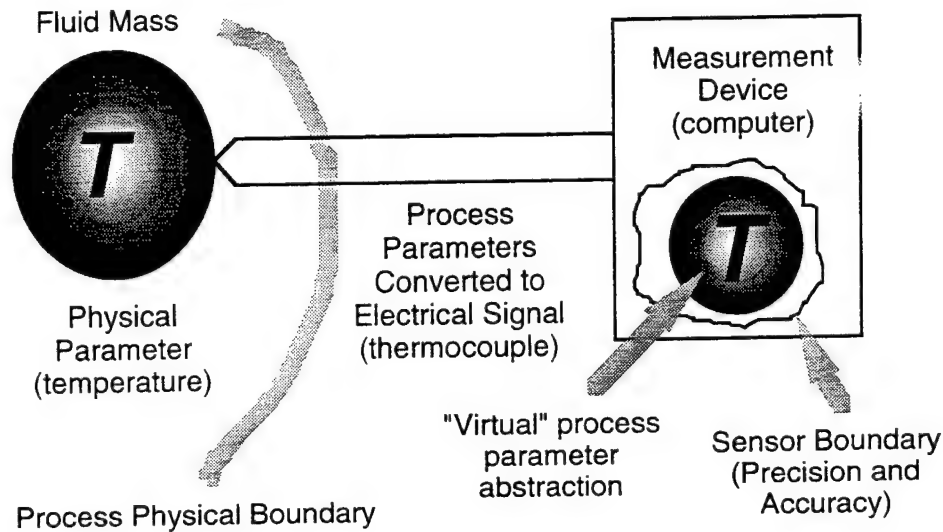 Fluid Mass
T
Physical
Parameter
(temperature)
Process Physical Boundary
Process
Parameters
Converted to
Electrical Signal
(thermocouple)
Measurement
Device
(computer)
T
"Virtual" process
parameter
abstraction
Sensor Boundary
(Precision and
Accuracy)